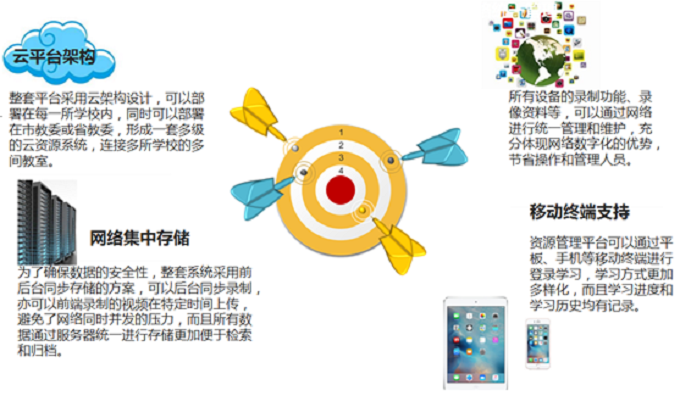 云平台架构
整套平台采用云架构设计，可以部
署在每一所学校内，同时可以部署
在市教委或省教委，形成一套多级
的云资源系统，连接多所学校的多
间教室。
网络集中存储
为了确保数据的安全性，整套系统采用前
后台同步存储的方案，可以后台同步录制，
亦可以前端录制的视频在特定时间上传，
避免了网络同时并发的压力，而且所有数
据通过服务器统一进行存储更加便于检索
和归档。
1
2
3
4
所有设备的录制功能、录
像资料等，可以通过网络
进行统一管理和维护，充
分体现网络数字化的优势，
节省操作和管理人员。
移动终端支持
资源管理平台可以通过平
板、手机等移动终端进行
登录学习，学习方式更加
多样化，而且学习进度和
学习历史均有记录。